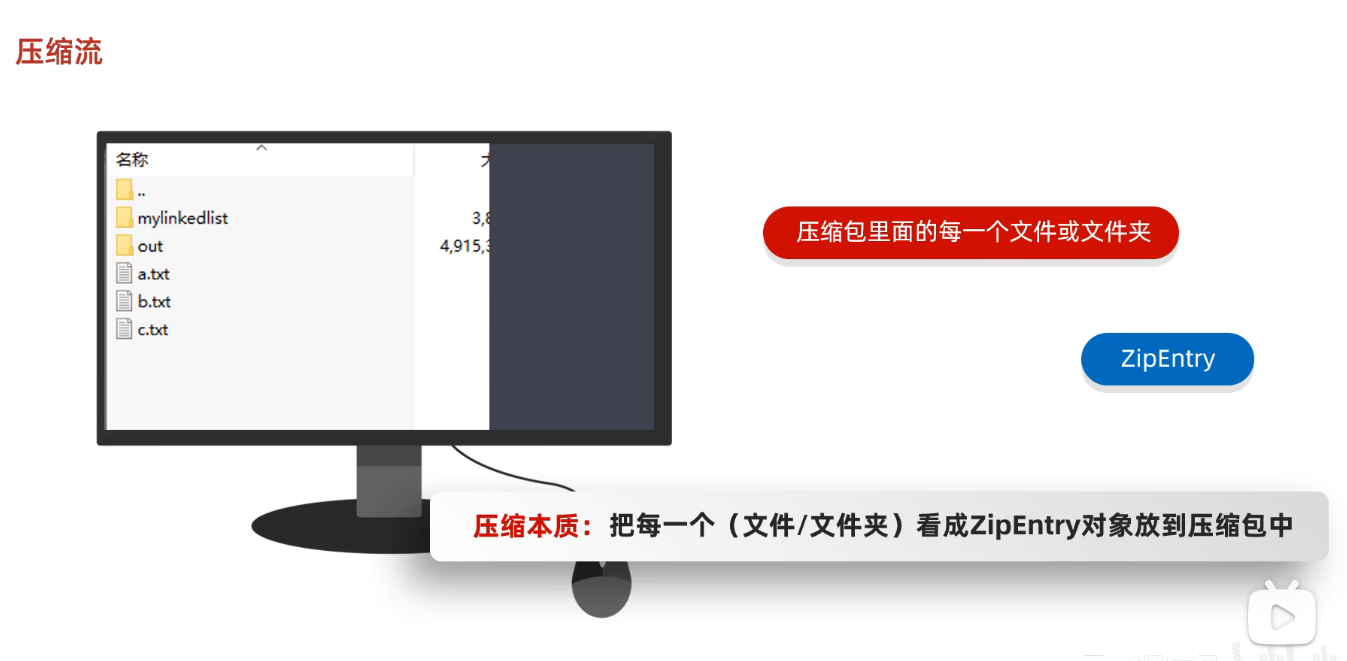 压缩流
名称
..
mylinkedlist
3,8
out
4,915,3
a.txt
b.txt
c.txt
压缩包里面的每一个文件或文件夹
ZipEntry
压缩本质：把每一个（文件/文件夹）看成ZipEntry对象放到压缩包中